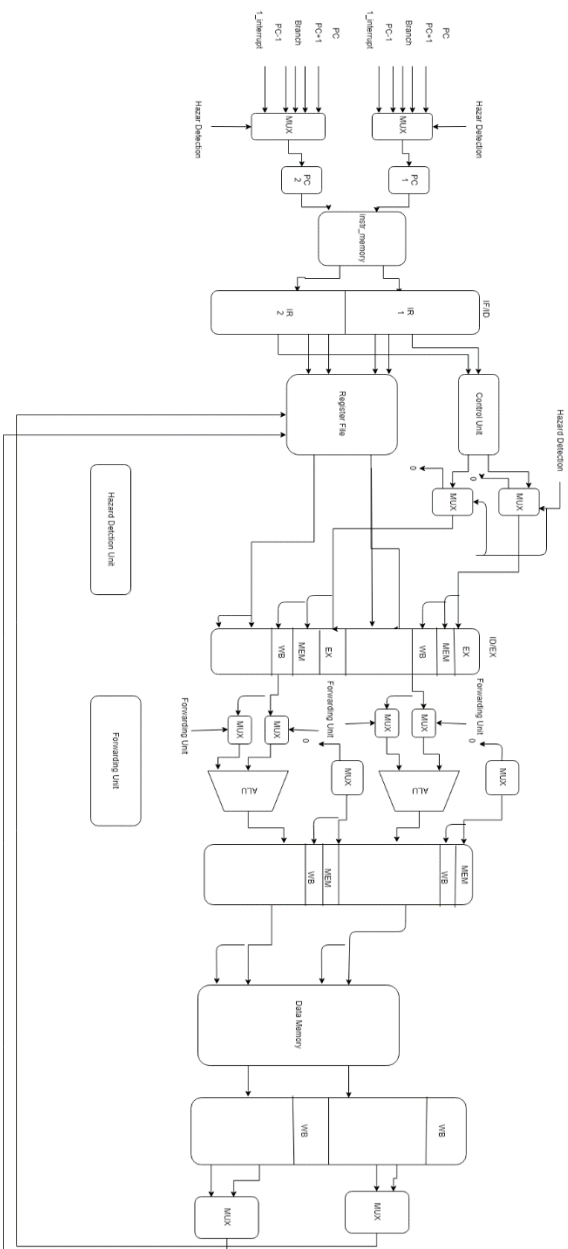 PC
PC+1
Branch
PC-1
1_interrupt
PC
PC+1
Branch
PC-1
1_interrupt
Hazar Detection
MUX
MUX
Hazar Detection
PC
1
PC
2
Instr_memory
IF/ID
IR
1
IR
2
Hazard Detection
Control Unit
Register File
0
MUX
0
MUX
Hazard Detction Unit
ID/EX
EX
MEM
WB
EX
MEM
WB
0
MUX
Forwarding Unit
MUX
MUX
ALU
Forwarding Unit
0
MUX
MUX
MUX
ALU
Forwarding Unit
Forwarding Unit
MEM
WB
MEM
WB
Data Memory
WB
WB
MUX
MUX